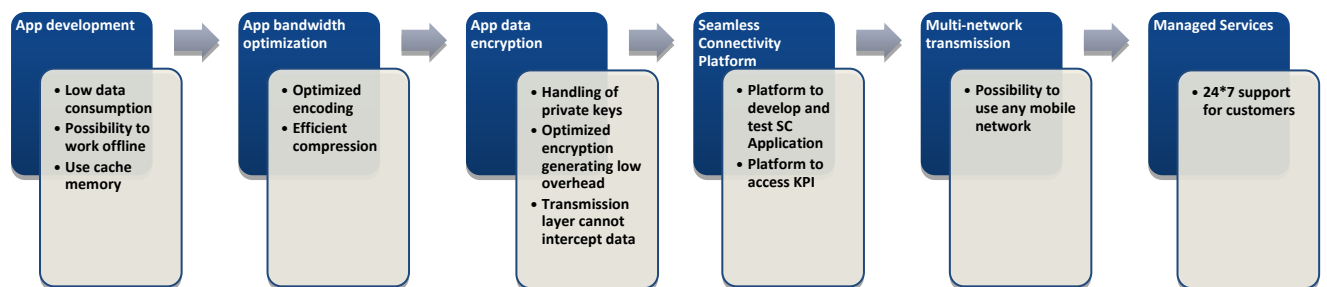 App development
• Low data
consumption
• Possibility to
work offline
• Use cache
memory
App bandwidth
optimization
• Optimized
encoding
• Efficient
compression
App data
encryption
• Handling of
private keys
• Optimized
encryption
generating low
overhead
• Transmission
layer cannot
intercept data
Seamless
Connectivity
Platform
• Platform to
develop and
test SC
Application
• Platform to
access KPI
Multi-network
transmission
• Possibility to
use any mobile
network
Managed Services
• 24*7 support
for customers